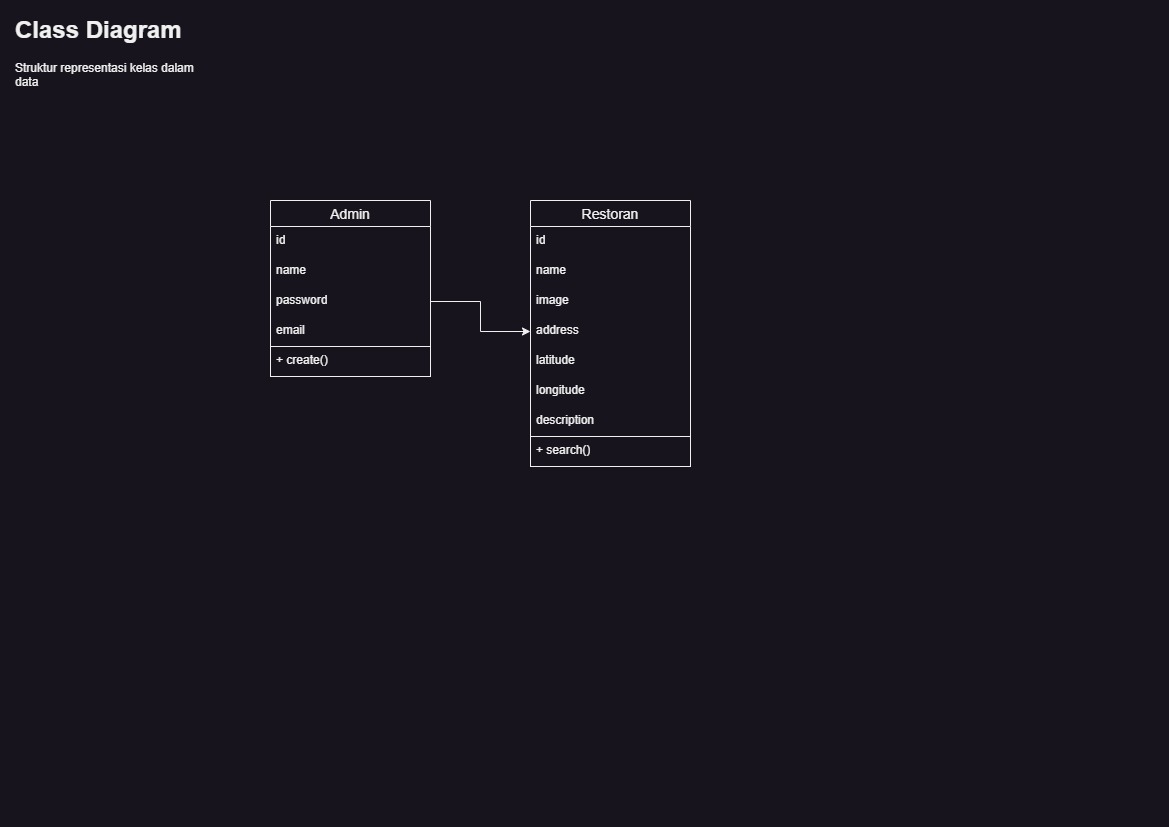 Class Diagram
Struktur representasi kelas dalam
data
Admin
id
name
password
email
+ create()
Restoran
id
name
image
address
latitude
longitude
description
+ search()